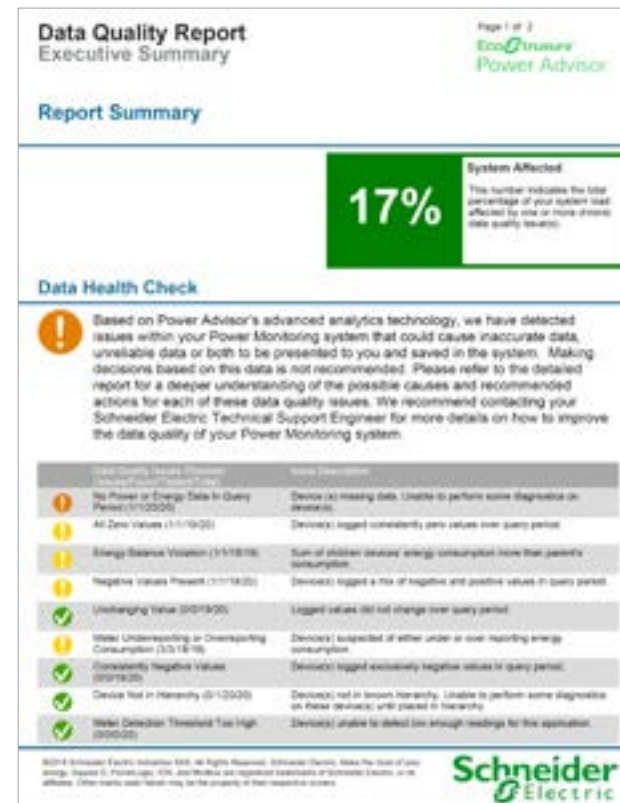 Data Quality Report
Page 1 of 2
Executive Summary
EcoStruxure
Power Advisor
Report Summary
17%
System Affected
This number indicates the total
percentage of your system load
affected by one or more chronic
data quality issue(s).
Data Health Check
Based on Power Advisor's advanced analytics technology, we have detected
issues within your Power Monitoring system that could cause inaccurate data,
unreliable data or both to be presented to you and saved in the system. Making
decisions based on this data is not recommended. Please refer to the detailed
report for a deeper understanding of the possible causes and recommended
actions for each of these data quality issues. We recommend contacting your
Schneider Electric Technical Support Engineer for more details on how to improve
the data quality of your Power Monitoring system.
Issue Description
No Power or Energy Data In Query
Period
Device (s) missing data. Unable to perform some diagnostics on
device(s).
All Zero Values
Device(s) logged consistently zero values over query period.
Energy Balance Violation
Sum of children devices' energy consumption more than parent's
consumption.
Negative Values Present
Device(s) logged a mix of negative and positive values in query period.
Unchanging Value
Logged values did not change over query period.
Meter Underreporting or Overreporting
Consumption
Device(s) suspected of either under or over reporting energy
consumption.
Consistently Negative Values
Device(s) logged exclusively negative values in query period.
Device Not in Hierarchy
Device(s) not in known hierarchy. Unable to perform some diagnostics
on these device(s) until placed in hierarchy.
Meter Detection Threshold Too High
Device(s) unable to detect low enough readings for this application.
Schneider
Electric